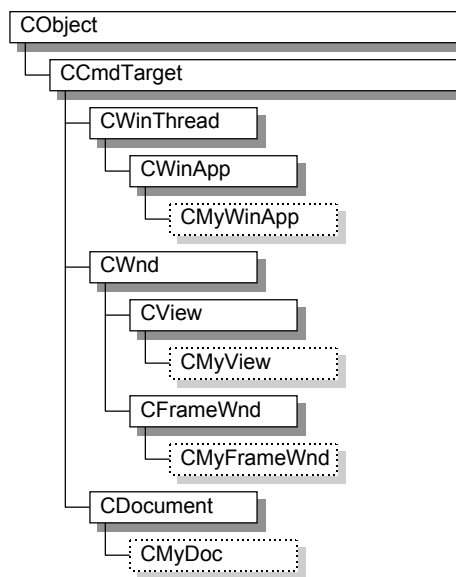 CObject
CCmdTarget
CWinThread
CWinApp
CMyWinApp
CWnd
CView
CMyView
CFrameWnd
CMyFrameWnd
CDocument
CMyDoc